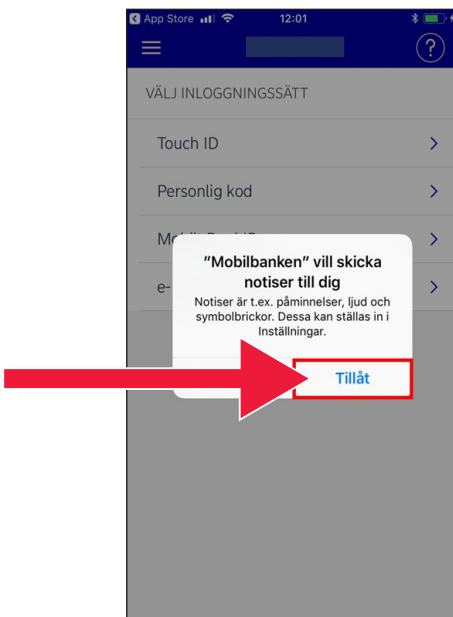 App Store 12:01
?
VÄLJ INLOGGNINGSSÄTT
Touch ID
Personlig kod
e-
"Mobilbanken" vill skicka
notiser till dig
Notiser är t.ex. påminnelser, ljud och
symbolbrickor. Dessa kan ställas in i
Inställningar.
Tillåt